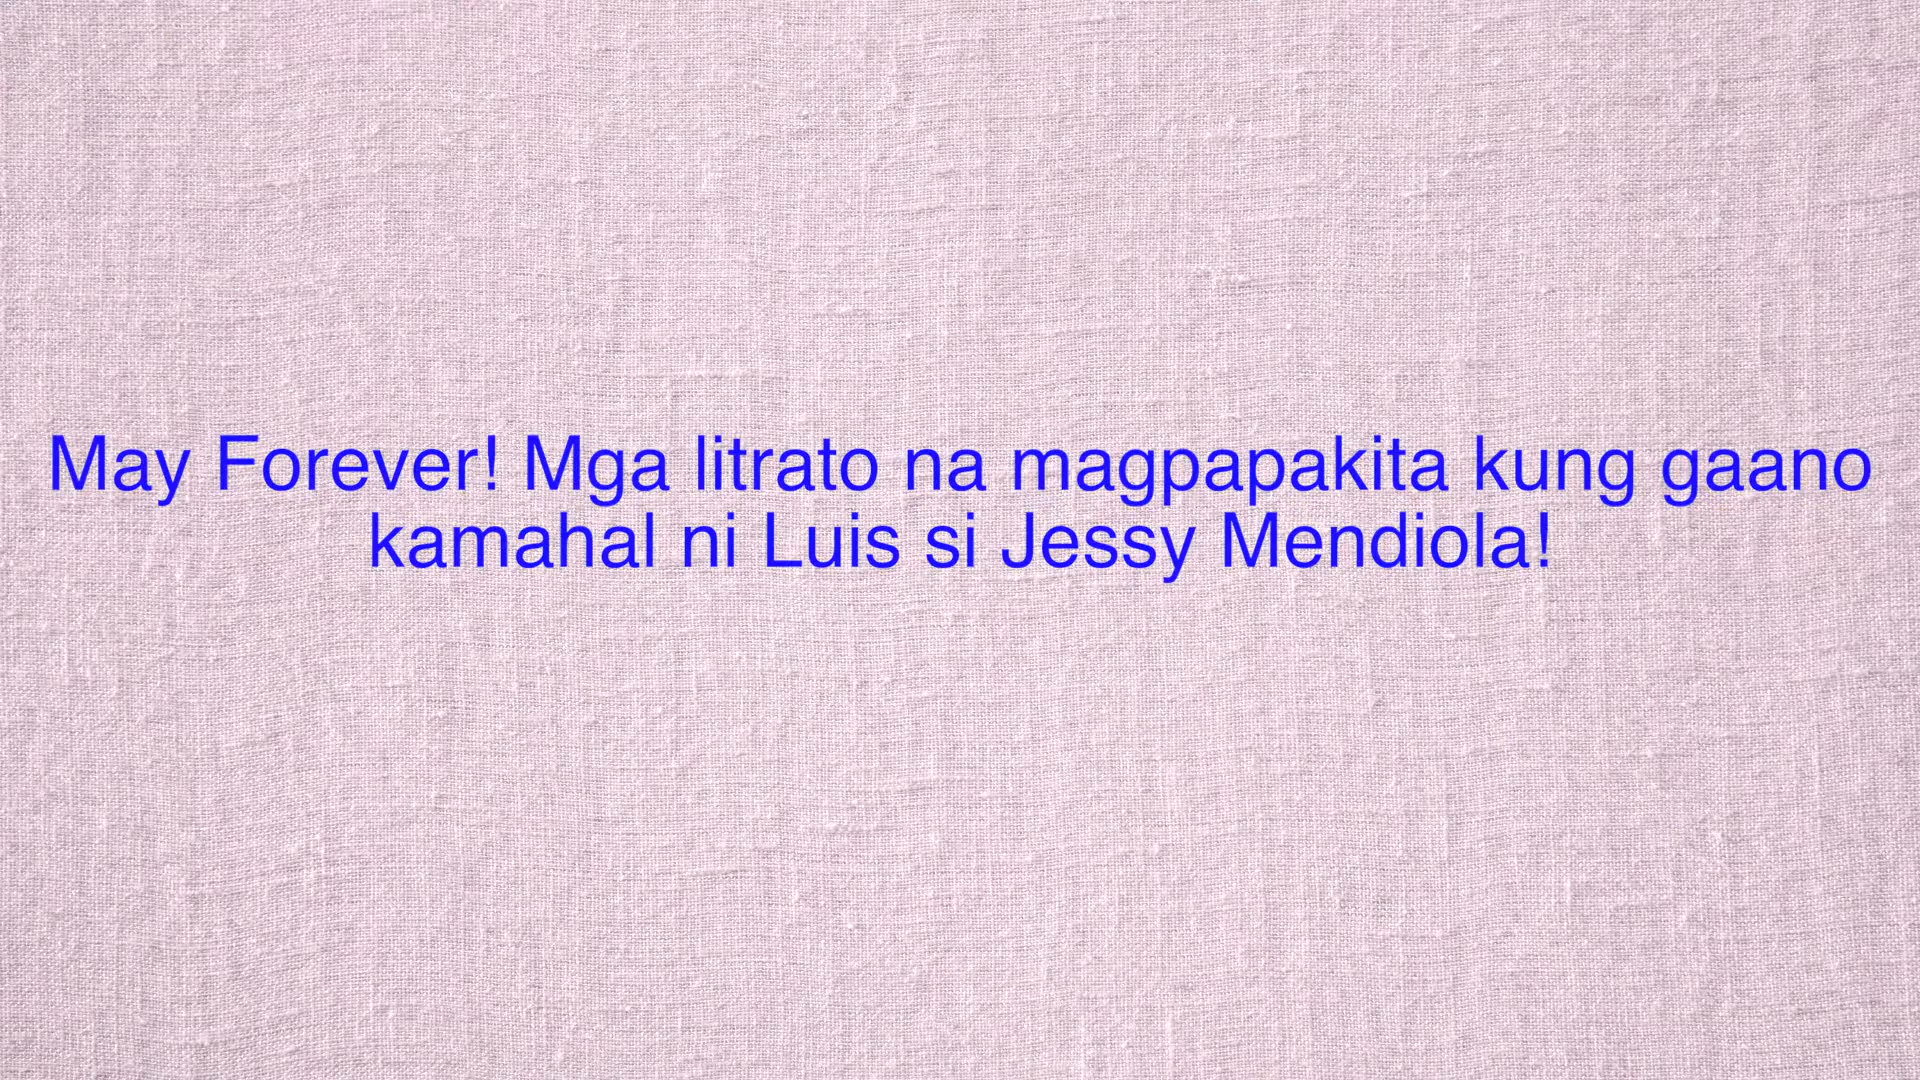 May Forever! Mga litrato na magpapakita kung gaano
kamahal ni Luis si Jessy Mendiola!